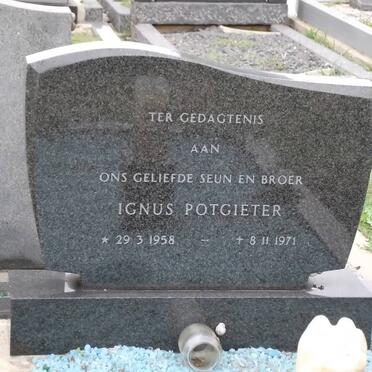 TER GEDAGTENIS
AAN
ONS GELIEFDE SEUN EN BROER
IGNUS POTGIETER
* 29·3·1958 – † 8·11·1971